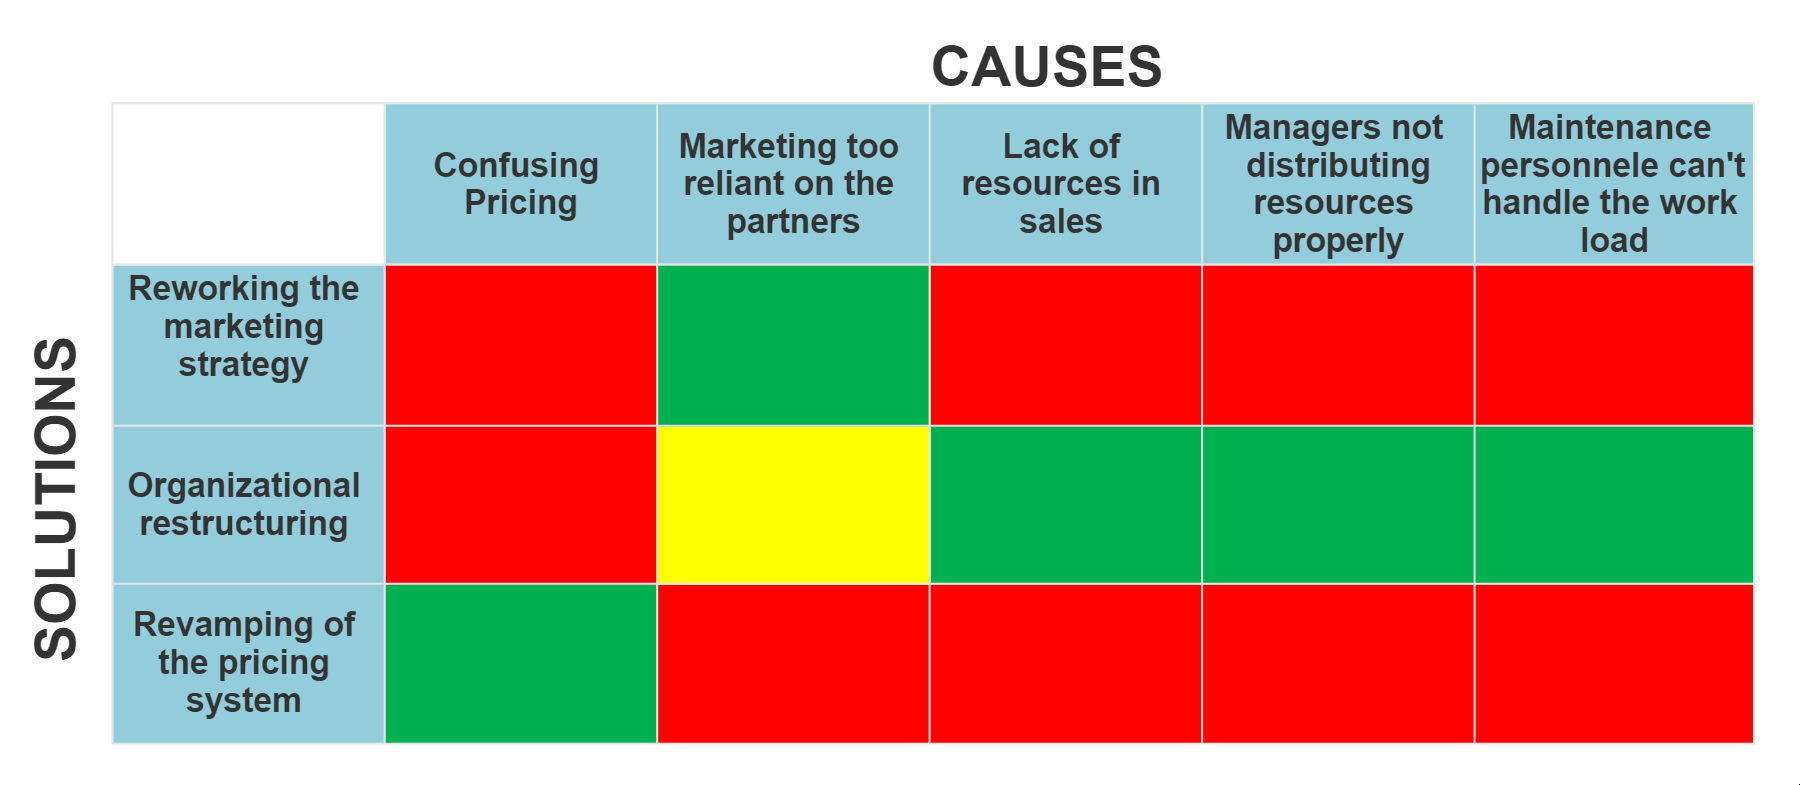 CAUSES
Confusing
Pricing
Marketing too
reliant on the
partners
Lack of
resources in
sales
Managers not
distributing
resources
properly
Maintenance
personnele can't
handle the work
load
SOLUTIONS
Reworking the
marketing
strategy
Organizational
restructuring
Revamping of
the pricing
system